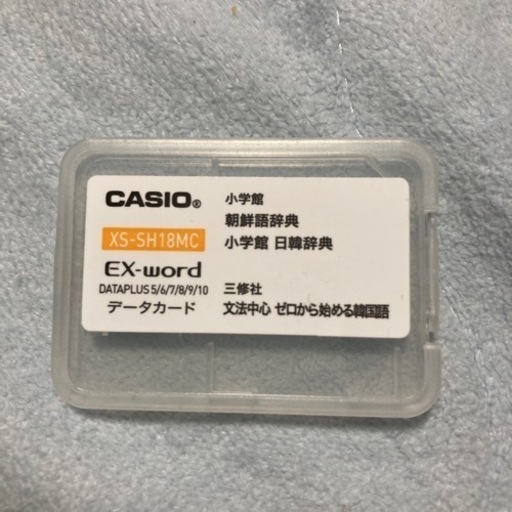 CASIO®
XS-SH18MC
EX-word
DATAPLUS 5/6/7/8/9/10
データカード
小学館
朝鮮語辞典
小学館 日韓辞典
三修社
文法中心 ゼロから始める韓国語